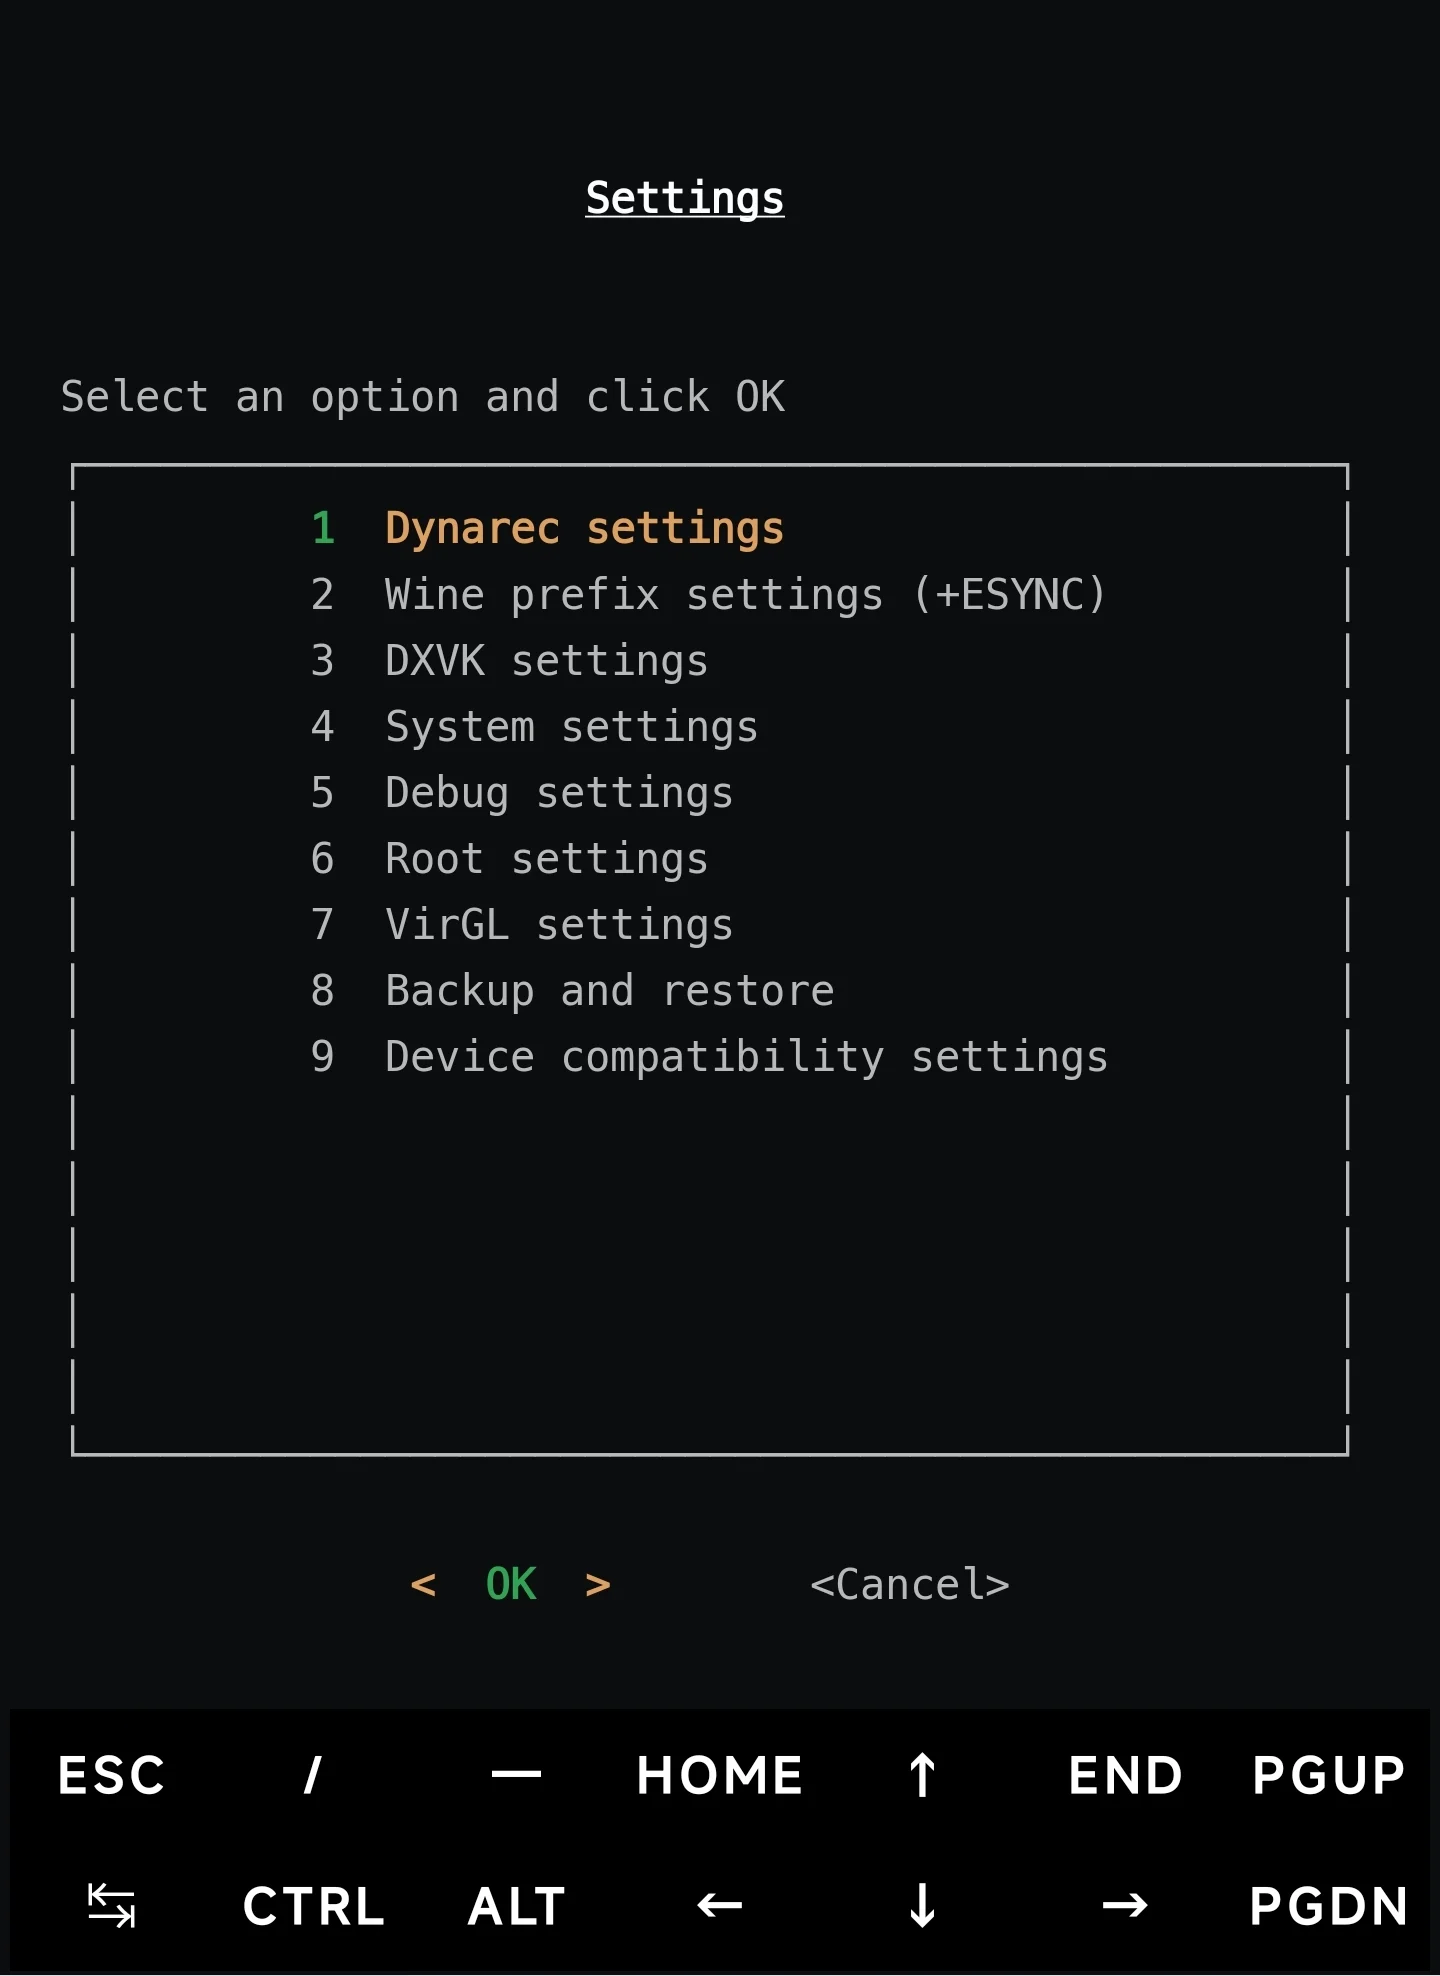 Settings
Select an option and click OK
1 Dynarec settings
2 Wine prefix settings (+ESYNC)
3 DXVK settings
4 System settings
5 Debug settings
6 Root settings
7 VirGL settings
8 Backup and restore
9 Device compatibility settings
< OK > <Cancel>
ESC / — HOME ↑ END PGUP
↹ CTRL ALT ← ↓ → PGDN